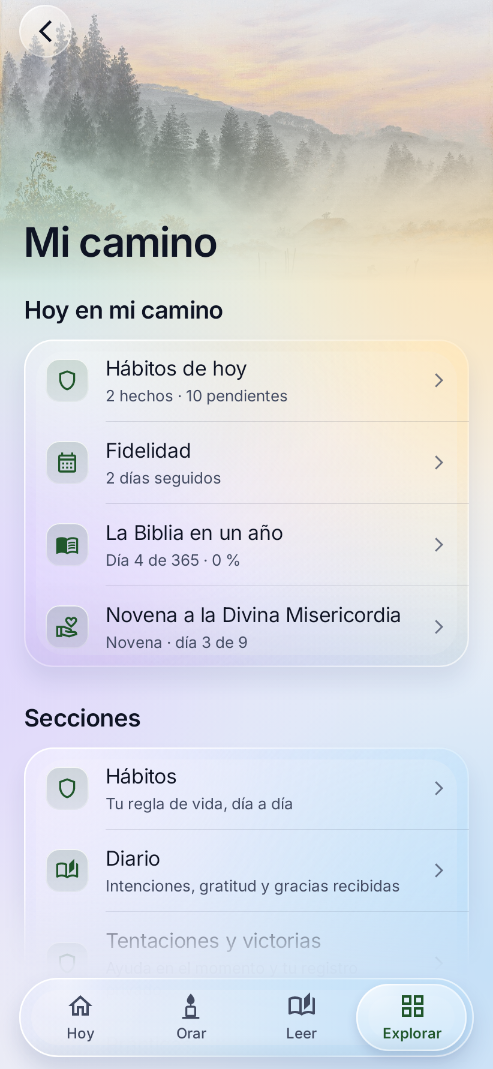 Mi camino
Hoy en mi camino
Hábitos de hoy
2 hechos · 10 pendientes
Fidelidad
2 días seguidos
La Biblia en un año
Día 4 de 365 · 0 %
Novena a la Divina Misericordia
Novena · día 3 de 9
Secciones
Hábitos
Tu regla de vida, día a día
Diario
Intenciones, gratitud y gracias recibidas
Tentaciones y victorias
Hoy
Orar
Leer
Explorar